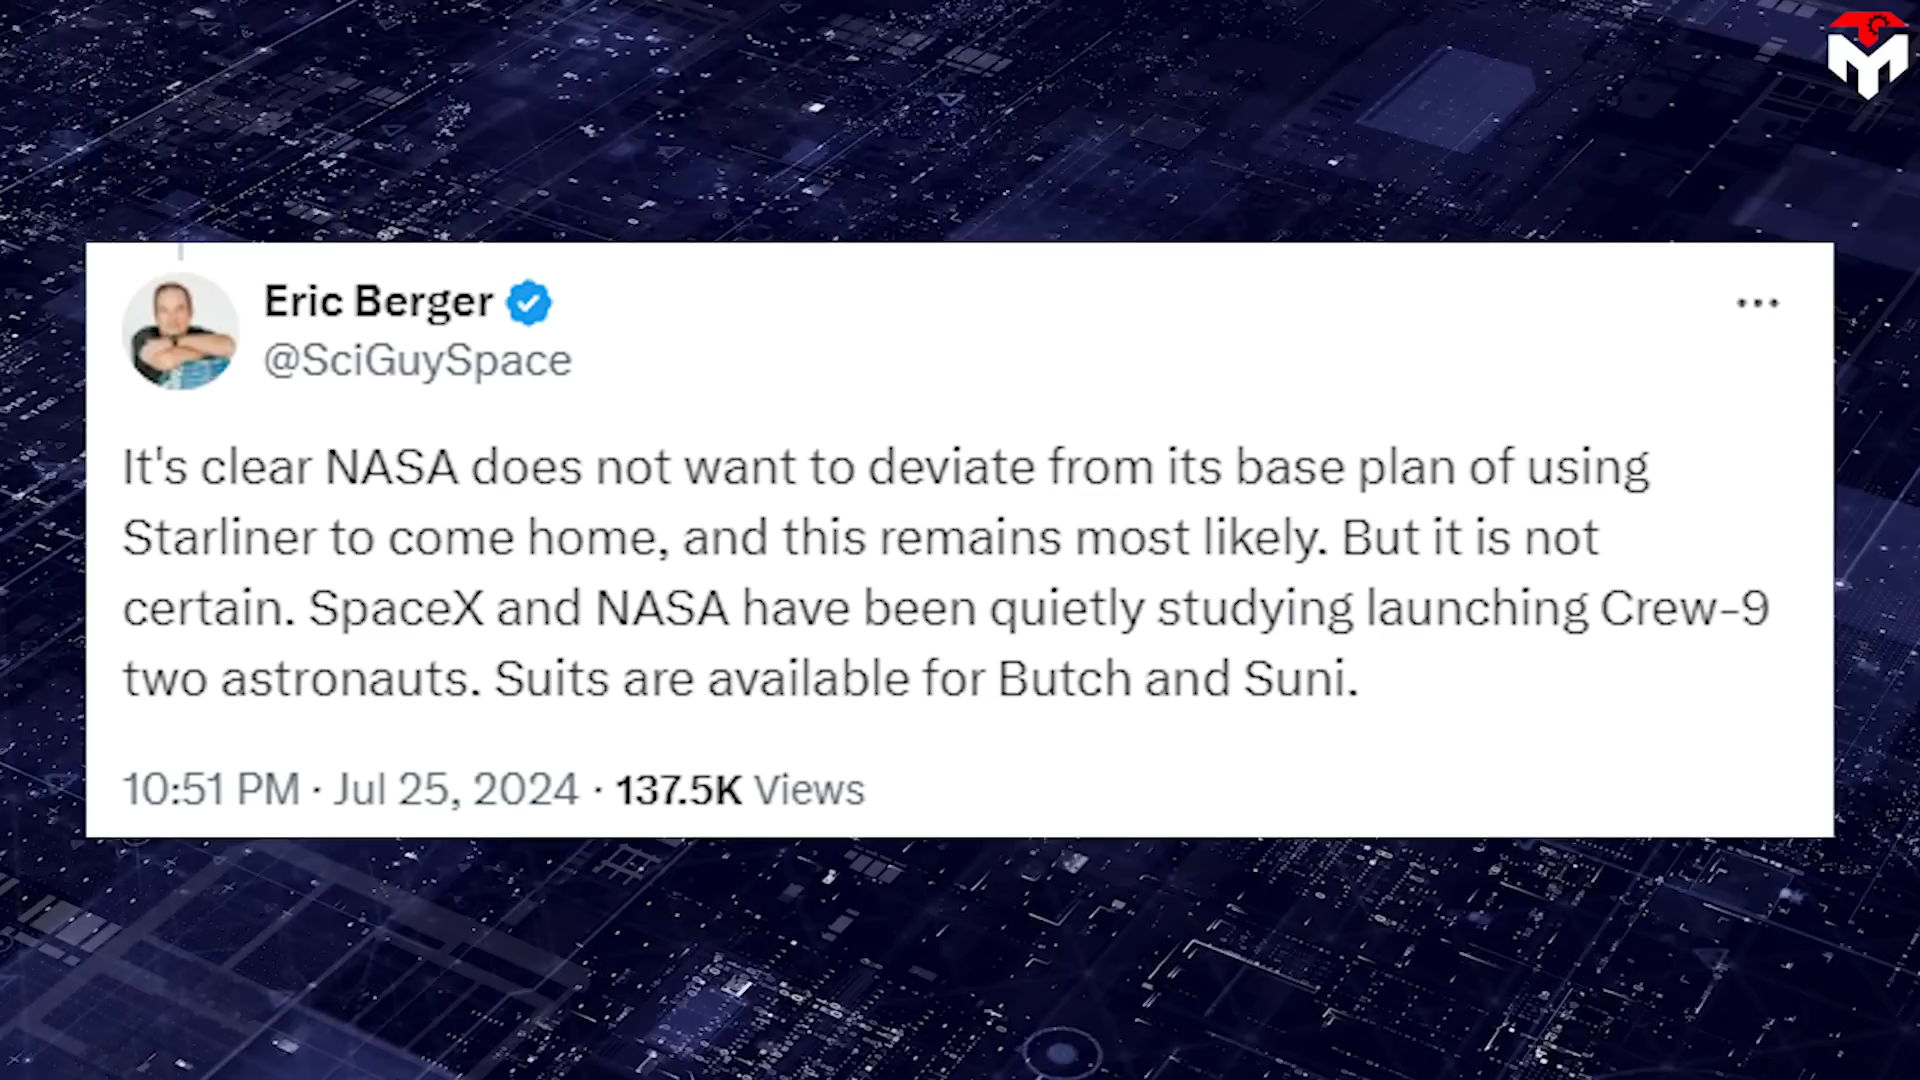 Eric Berger
@SciGuySpace
It's clear NASA does not want to deviate from its base plan of using
Starliner to come home, and this remains most likely. But it is not
certain. SpaceX and NASA have been quietly studying launching Crew-9
two astronauts. Suits are available for Butch and Suni.
10:51 PM · Jul 25, 2024 · 137.5K Views